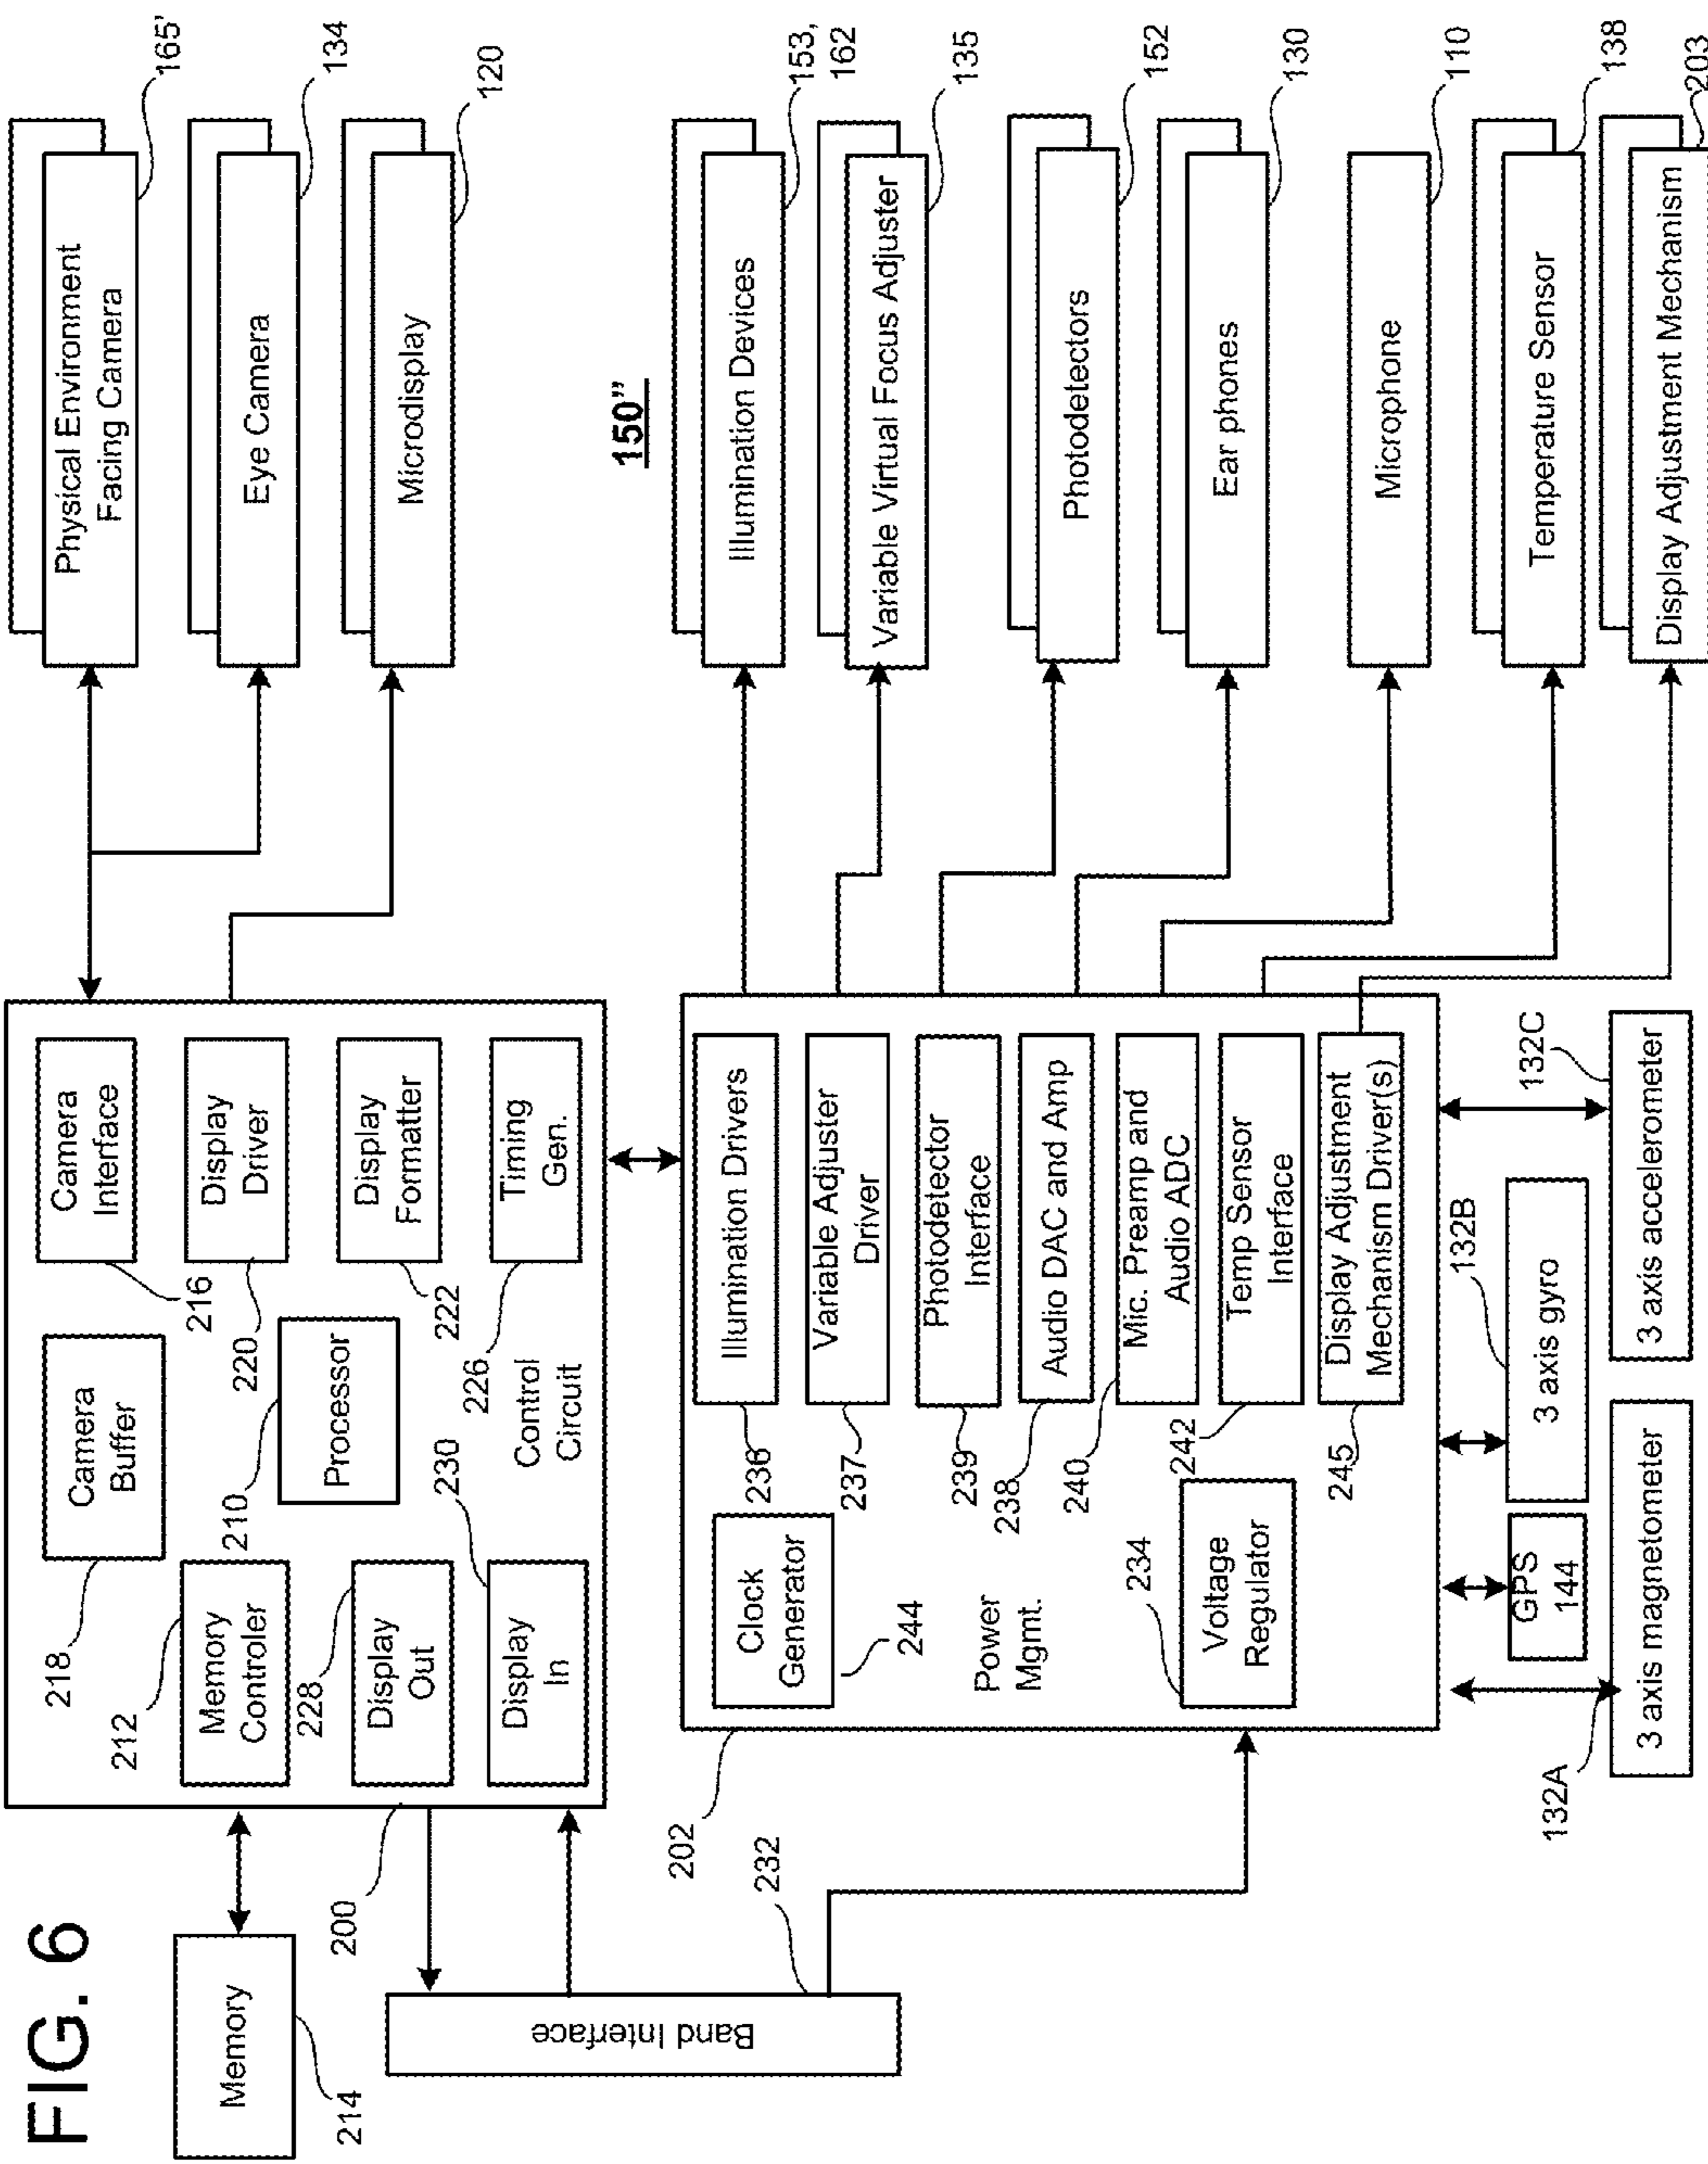 FIG. 6
Memory
214
Band Interface
232
200
202
Memory
Controler
212
Camera
Buffer
218
Camera
Interface
216
Display
Out
228
Processor
210
Display
Driver
220
Display
In
230
Control
Circuit
Display
Formatter
222
Timing
Gen.
226
Physical Environment
Facing Camera
165'
Eye Camera
134
Microdisplay
120
150"
Clock
Generator
244
Power
Mgmt.
Voltage
Regulator
234
Illumination Drivers
236
Variable Adjuster
Driver
237
Photodetector
Interface
239
Audio DAC and Amp
238
Mic. Preamp and
Audio ADC
240
Temp Sensor
Interface
242
Display Adjustment
Mechanism Driver(s)
245
Illumination Devices
153,
162
Variable Virtual Focus Adjuster
135
Photodetectors
152
Ear phones
130
Microphone
110
Temperature Sensor
138
Display Adjustment Mechanism
203
132A
3 axis magnetometer
GPS
144
132B
3 axis gyro
132C
3 axis accelerometer